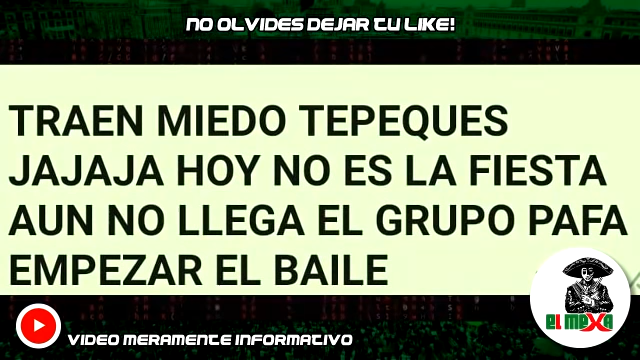 NO OLVIDES DEJAR TU LIKE!
TRAEN MIEDO TEPEQUES
JAJAJA HOY NO ES LA FIESTA
AUN NO LLEGA EL GRUPO PAFA
EMPEZAR EL BAILE
EL MEXA
VIDEO MERAMENTE INFORMATIVO